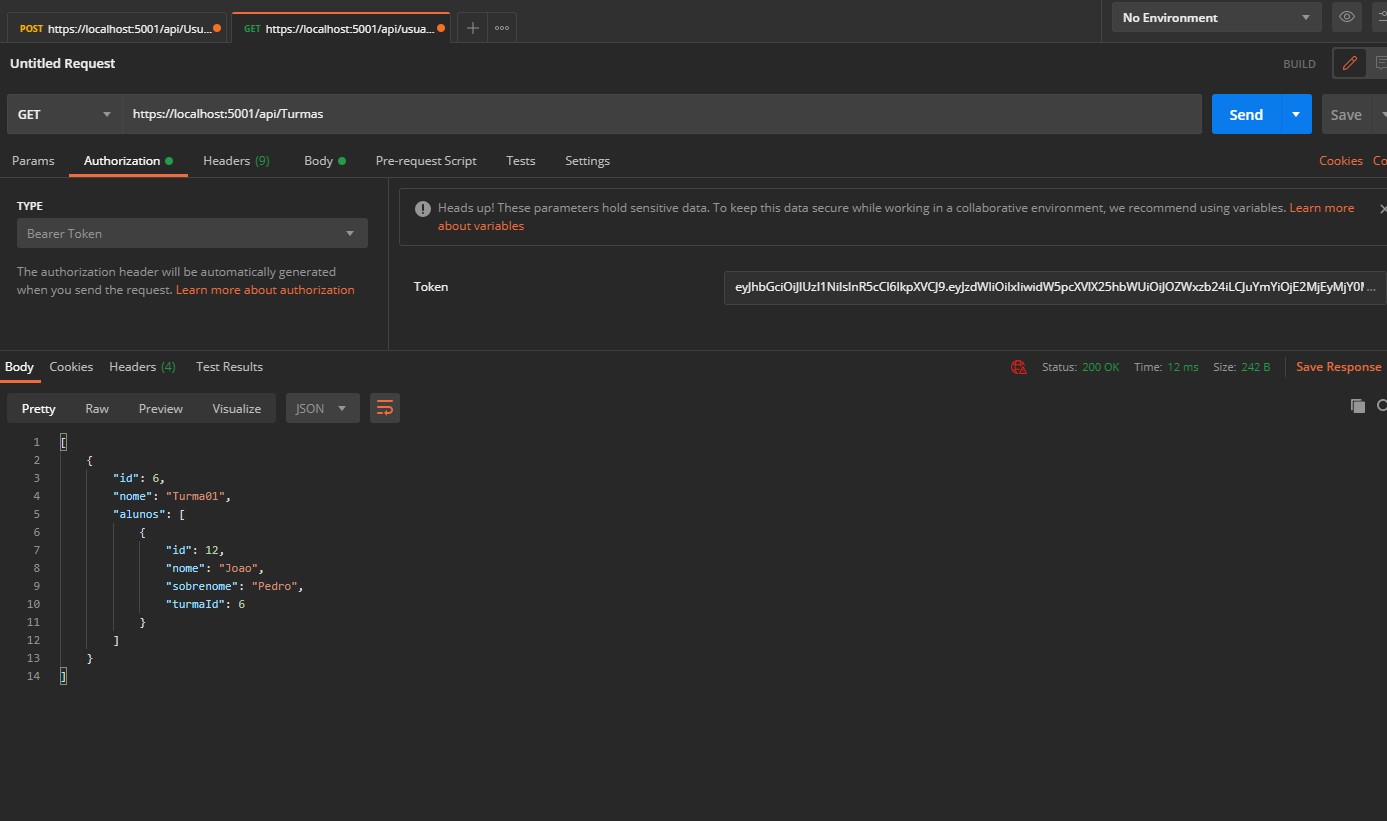 POST https://localhost:5001/api/Usu...
GET https://localhost:5001/api/usua...
No Environment
Untitled Request
BUILD
GET
https://localhost:5001/api/Turmas
Send
Save
Params
Authorization
Headers (9)
Body
Pre-request Script
Tests
Settings
Cookies
Co
TYPE
Bearer Token
The authorization header will be automatically generated
when you send the request. Learn more about authorization
Heads up! These parameters hold sensitive data. To keep this data secure while working in a collaborative environment, we recommend using variables. Learn more
about variables
Token
Body
Cookies
Headers (4)
Test Results
Status: 200 OK
Time: 12 ms
Size: 242 B
Save Response
Pretty
Raw
Preview
Visualize
JSON
1 [
2 {
3 "id": 6,
4 "nome": "Turma01",
5 "alunos": [
6 {
7 "id": 12,
8 "nome": "Joao",
9 "sobrenome": "Pedro",
10 "turmaId": 6
11 }
12 ]
13 }
14 ]